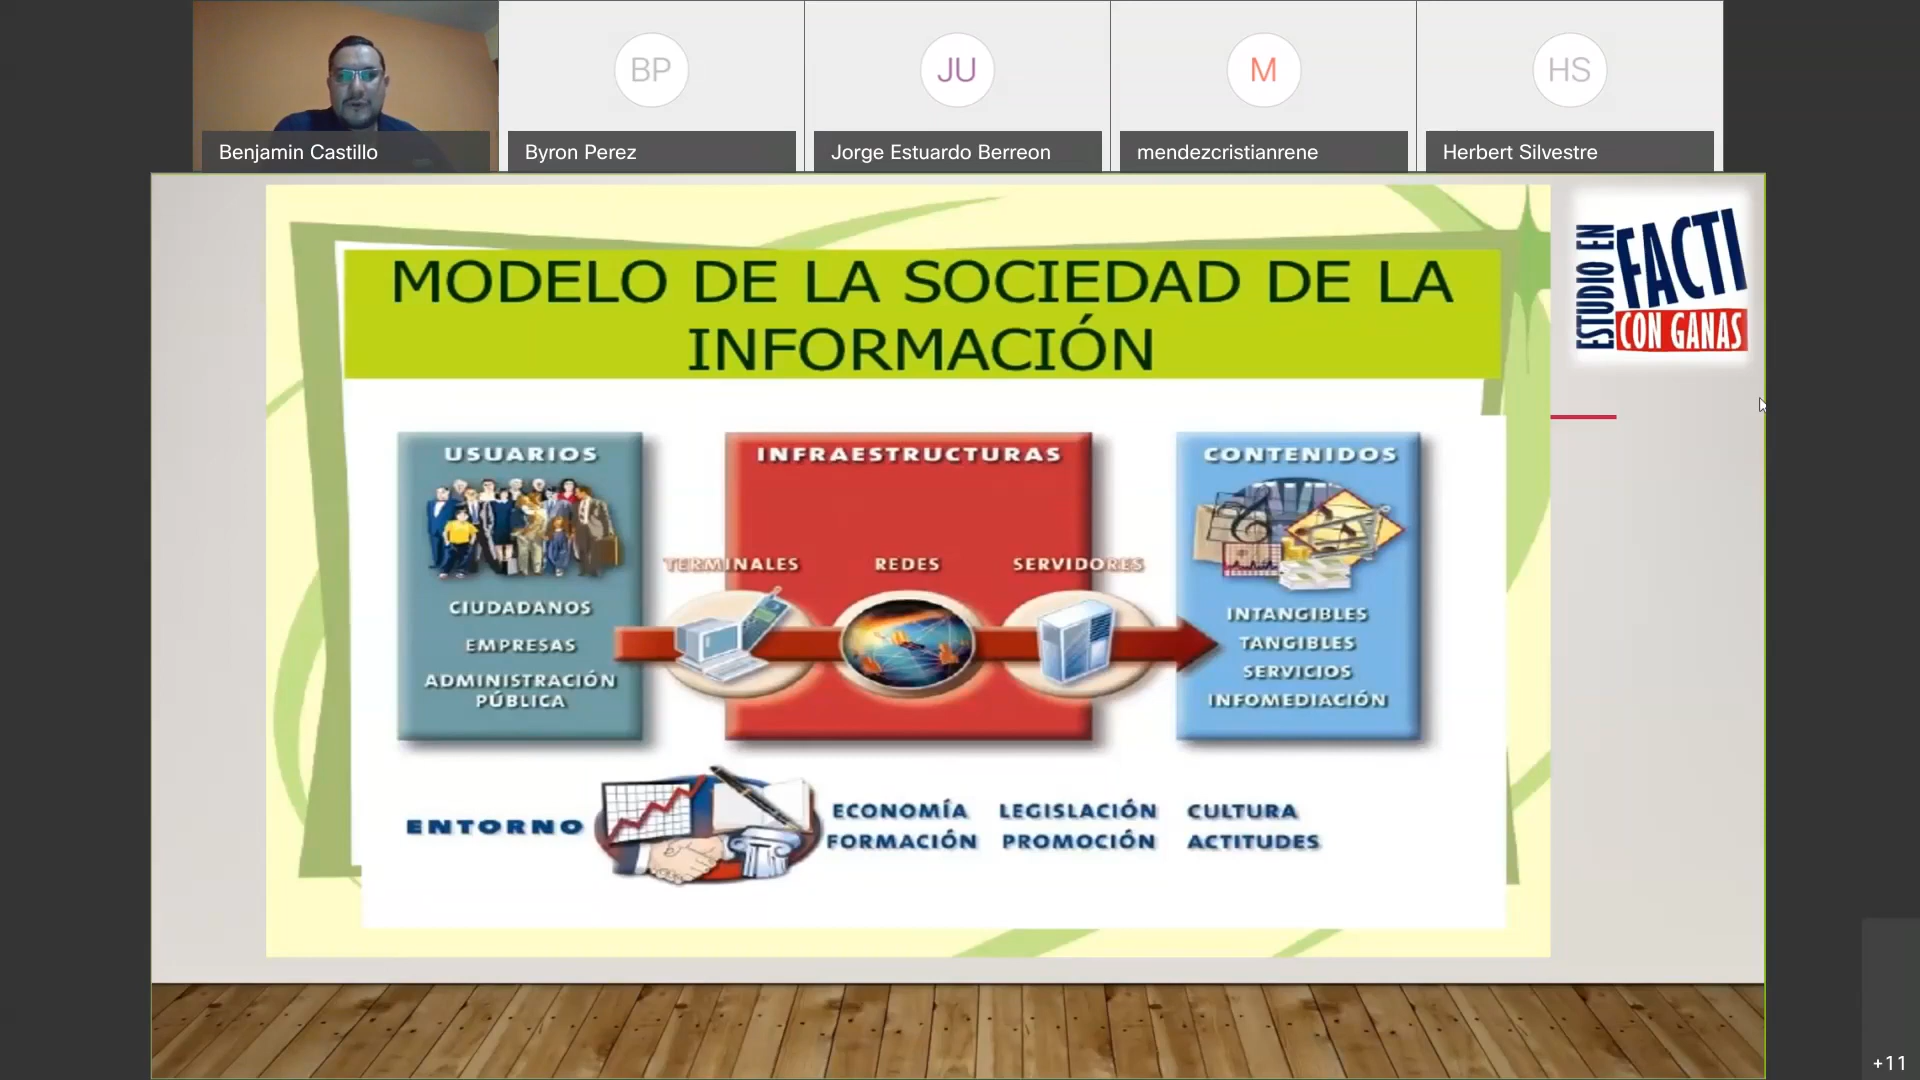 BP
JU
M
HS
Benjamin Castillo
Byron Perez
Jorge Estuardo Berreon
mendezcristianrene
Herbert Silvestre
MODELO DE LA SOCIEDAD DE LA
INFORMACIÓN
ESTUDIO EN
FACTI
CON GANAS
USUARIOS
CIUDADANOS
EMPRESAS
ADMINISTRACIÓN
PÚBLICA
INFRAESTRUCTURAS
TERMINALES
REDES
SERVIDORES
CONTENIDOS
INTANGIBLES
TANGIBLES
SERVICIOS
INFOMEDIACIÓN
ENTORNO
ECONOMÍA LEGISLACIÓN CULTURA
FORMACIÓN PROMOCIÓN ACTITUDES
+11